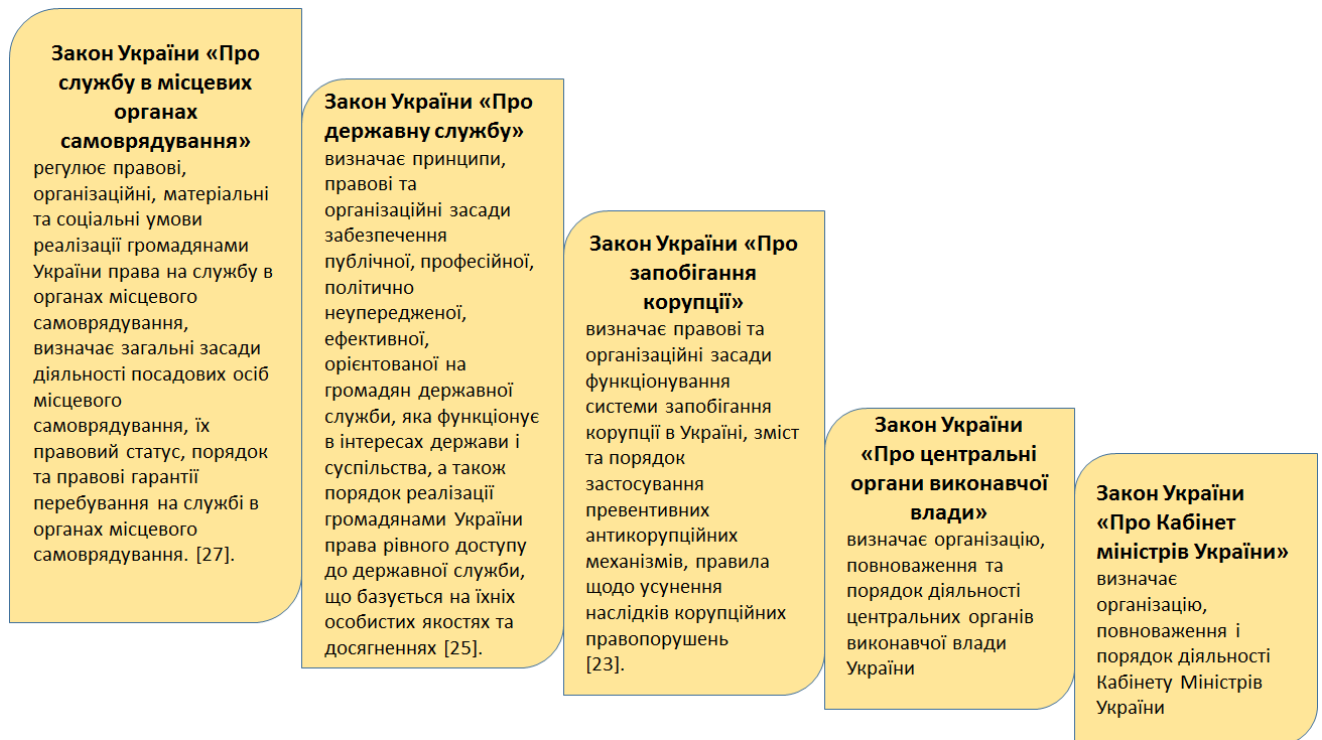 Закон України «Про
службу в місцевих
органах
самоврядування»
регулює правові,
організаційні, матеріальні
та соціальні умови
реалізації громадянами
України права на службу в
органах місцевого
самоврядування,
визначає загальні засади
діяльності посадових осіб
місцевого
самоврядування, їх
правовий статус, порядок
та правові гарантії
перебування на службі в
органах місцевого
самоврядування. [27].
Закон України «Про
державну службу»
визначає принципи,
правові та
організаційні засади
забезпечення
публічної, професійної,
політично
неупередженої,
ефективної,
орієнтованої на
громадян державної
служби, яка функціонує
в інтересах держави і
суспільства, а також
порядок реалізації
громадянами України
права рівного доступу
до державної служби,
що базується на їхніх
особистих якостях та
досягненнях [25].
Закон України «Про
запобігання
корупції»
визначає правові та
організаційні засади
функціонування
системи запобігання
корупції в Україні, зміст
та порядок
застосування
превентивних
антикорупційних
механізмів, правила
щодо усунення
наслідків корупційних
правопорушень
[23].
Закон України
«Про центральні
органи виконавчої
влади»
визначає організацію,
повноваження та
порядок діяльності
центральних органів
виконавчої влади
України
Закон України
«Про Кабінет
міністрів України»
визначає
організацію,
повноваження і
порядок діяльності
Кабінету Міністрів
України